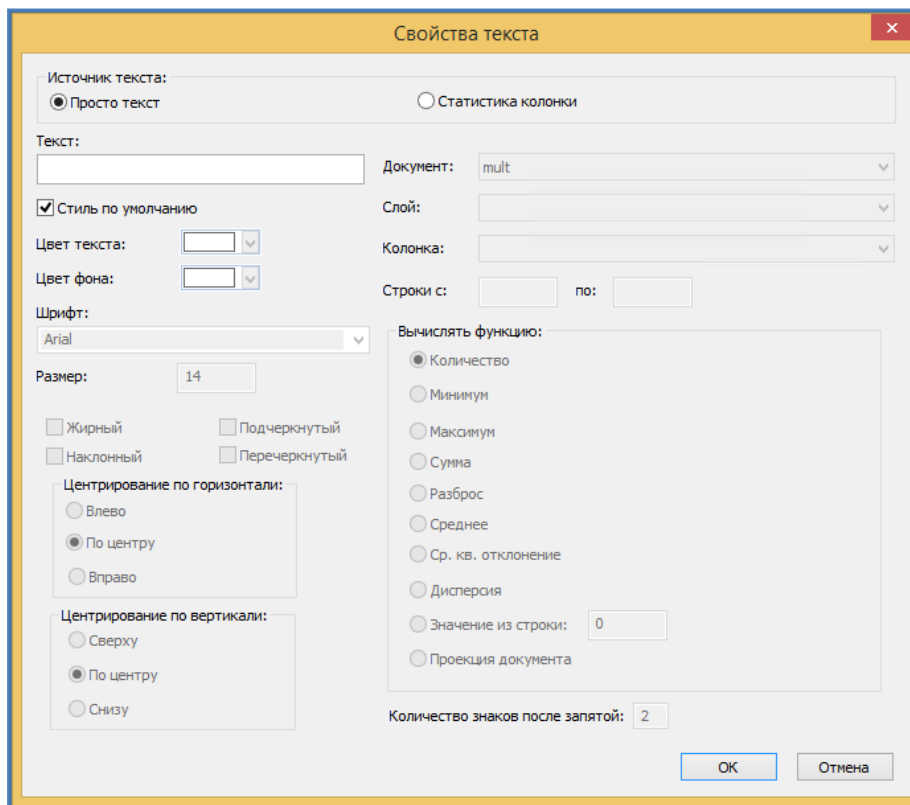 Свойства текста
Источник текста:
Просто текст
Статистика колонки
Текст:
Стиль по умолчанию
Цвет текста:
Цвет фона:
Шрифт:
Arial
Размер: 14
Жирный Подчеркнутый
Наклонный Перечеркнутый
Центрирование по горизонтали:
Влево
По центру
Вправо
Центрирование по вертикали:
Сверху
По центру
Снизу
Документ: mult
Слой:
Колонка:
Строки с: по:
Вычислять функцию:
Количество
Минимум
Максимум
Сумма
Разброс
Среднее
Ср. кв. отклонение
Дисперсия
Значение из строки: 0
Проекция документа
Количество знаков после запятой: 2
OK Отмена